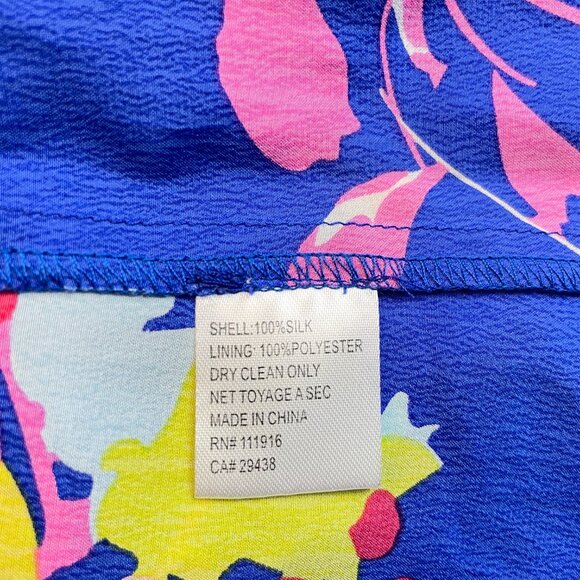 SHELL:100%SILK
LINING: 100%POLYESTER
DRY CLEAN ONLY
NET TOYAGE A SEC
MADE IN CHINA
RN# 111916
CA# 29438